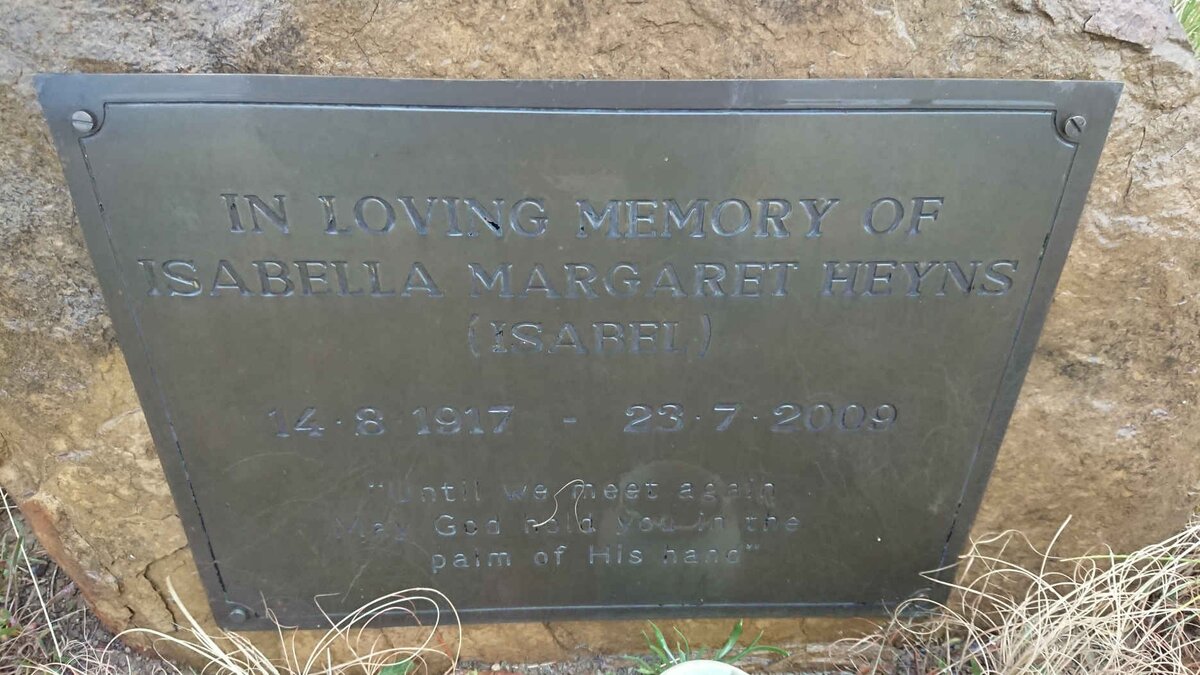 IN LOVING MEMORY OF
ISABELLA MARGARET HEYNS
(ISABEL)
14·8·1917 - 23·7·2009
"Until we meet again
May God hold you in the
palm of His hand"